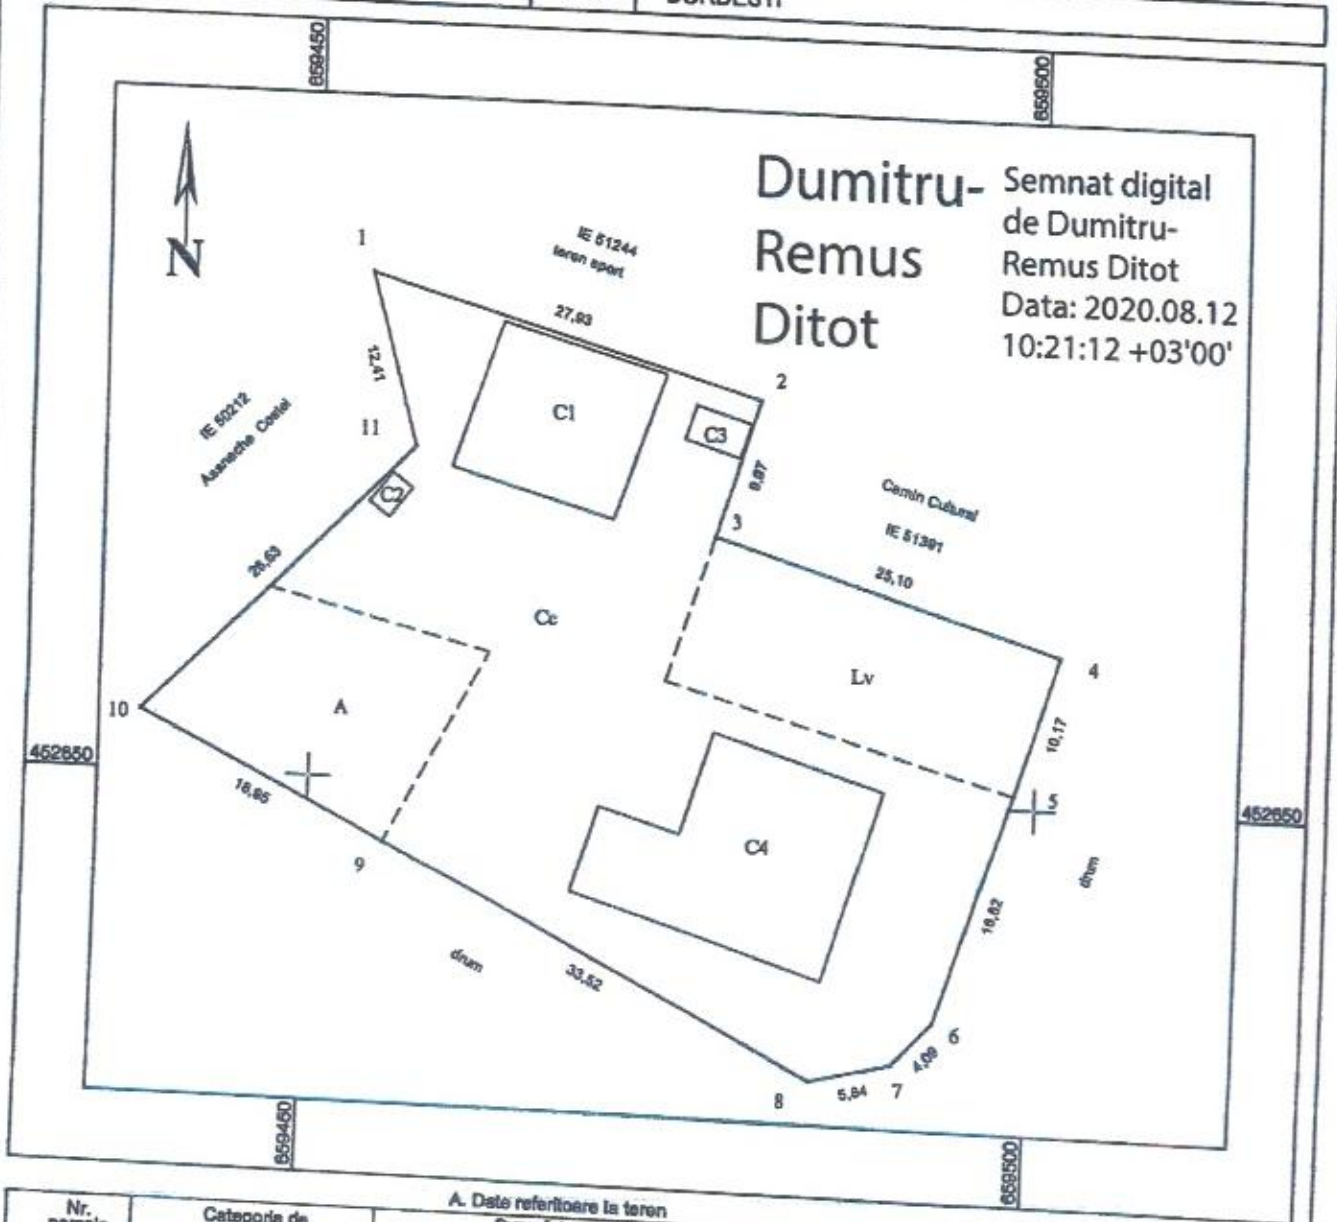 659450
659500
Dumitru-
Remus
Ditot
Semnat digital
de Dumitru-
Remus Ditot
Data: 2020.08.12
10:21:12 +03'00'
N
1
IE 51244
teren sport
27,93
2
12,41
IE 50212
Asaneche Costel
11
C1
C3
C2
9,87
3
Camin Cultural
IE 51391
25,10
26,53
Cc
4
Lv
10
A
10,17
452650
18,95
5
452650
C4
9
drum
16,62
drum
33,52
6
4,09
8
5,84
7
659450
659500
A. Date referitoare la teren
Nr.
Categoria de